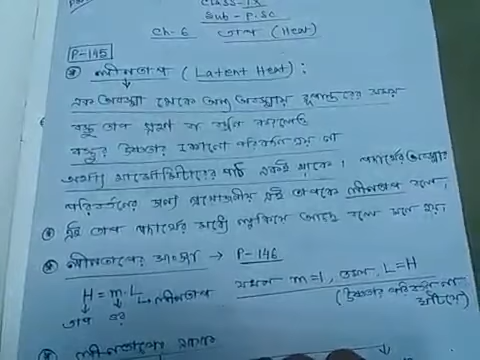 CLASS-IX
Sub - P.SC
Ch-6 তাপ (Heat)
P-145
লীনতাপ (Latent Heat) :
এক অবস্থা থেকে অন্য অবস্থায় রূপান্তরের সময়
বস্তু তাপ গ্রহণ বা বর্জন করলেও
বস্তুর উষ্ণতার কোনো পরিবর্তন হয় না
অর্থাৎ থার্মোমিটারের পাঠ একই থাকে। পদার্থের অবস্থার
পরিবর্তনের জন্য প্রয়োজনীয় এই তাপকে লীনতাপ বলে।
এই তাপ পদার্থের মধ্যে লুকিয়ে আছে বলে মনে হয়।
লীনতাপের সংজ্ঞা → P-146
H = m.L
যখন m=1, তখন L=H
লীনতাপ
তাপ ভর
(উষ্ণতার পরিবর্তন না
লীনতাপের